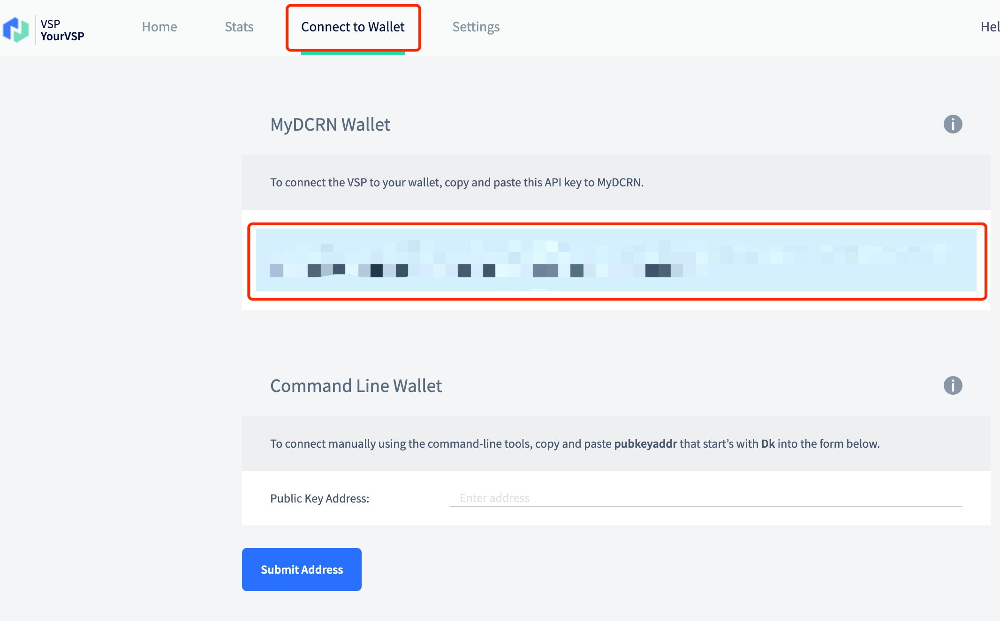 VSP
YourVSP
Home
Stats
Connect to Wallet
Settings
Hel
MyDCRN Wallet
To connect the VSP to your wallet, copy and paste this API key to MyDCRN.
Command Line Wallet
To connect manually using the command-line tools, copy and paste pubkeyaddr that start’s with Dk into the form below.
Public Key Address:
Enter address
Submit Address